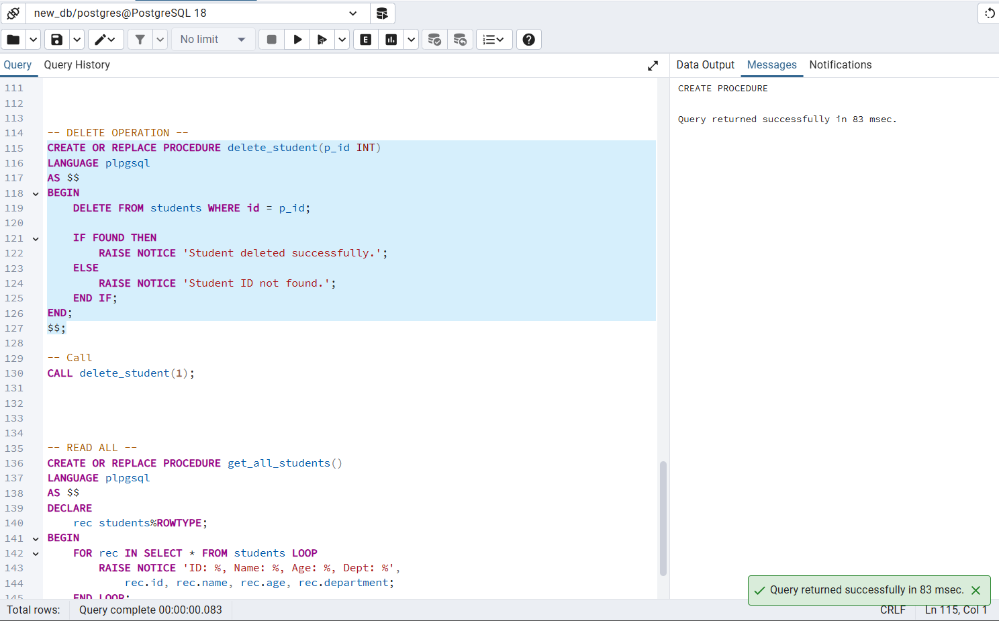 new_db/postgres@PostgreSQL 18
No limit
E
Query Query History
Data Output Messages Notifications
111
112
113
114 -- DELETE OPERATION --
115 CREATE OR REPLACE PROCEDURE delete_student(p_id INT)
116 LANGUAGE plpgsql
117 AS $$
118 BEGIN
119     DELETE FROM students WHERE id = p_id;
120
121     IF FOUND THEN
122         RAISE NOTICE 'Student deleted successfully.';
123     ELSE
124         RAISE NOTICE 'Student ID not found.';
125     END IF;
126 END;
127 $$;
128
129 -- Call
130 CALL delete_student(1);
131
132
133
134
135 -- READ ALL --
136 CREATE OR REPLACE PROCEDURE get_all_students()
137 LANGUAGE plpgsql
138 AS $$
139 DECLARE
140     rec students%ROWTYPE;
141 BEGIN
142     FOR rec IN SELECT * FROM students LOOP
143         RAISE NOTICE 'ID: %, Name: %, Age: %, Dept: %',
144             rec.id, rec.name, rec.age, rec.department;
145     END LOOP;
CREATE PROCEDURE
Query returned successfully in 83 msec.
Query returned successfully in 83 msec.
Total rows: Query complete 00:00:00.083 CRLF Ln 115, Col 1